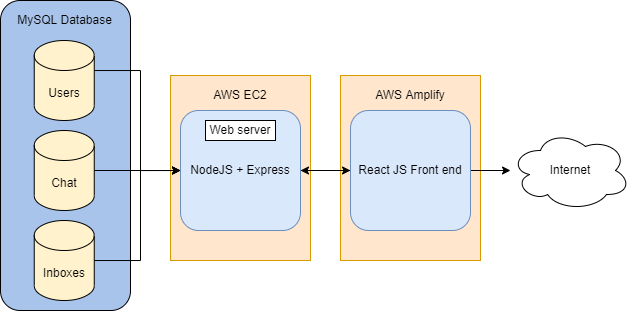 MySQL Database
Users
Chat
Inboxes
AWS EC2
Web server
NodeJS + Express
AWS Amplify
React JS Front end
Internet